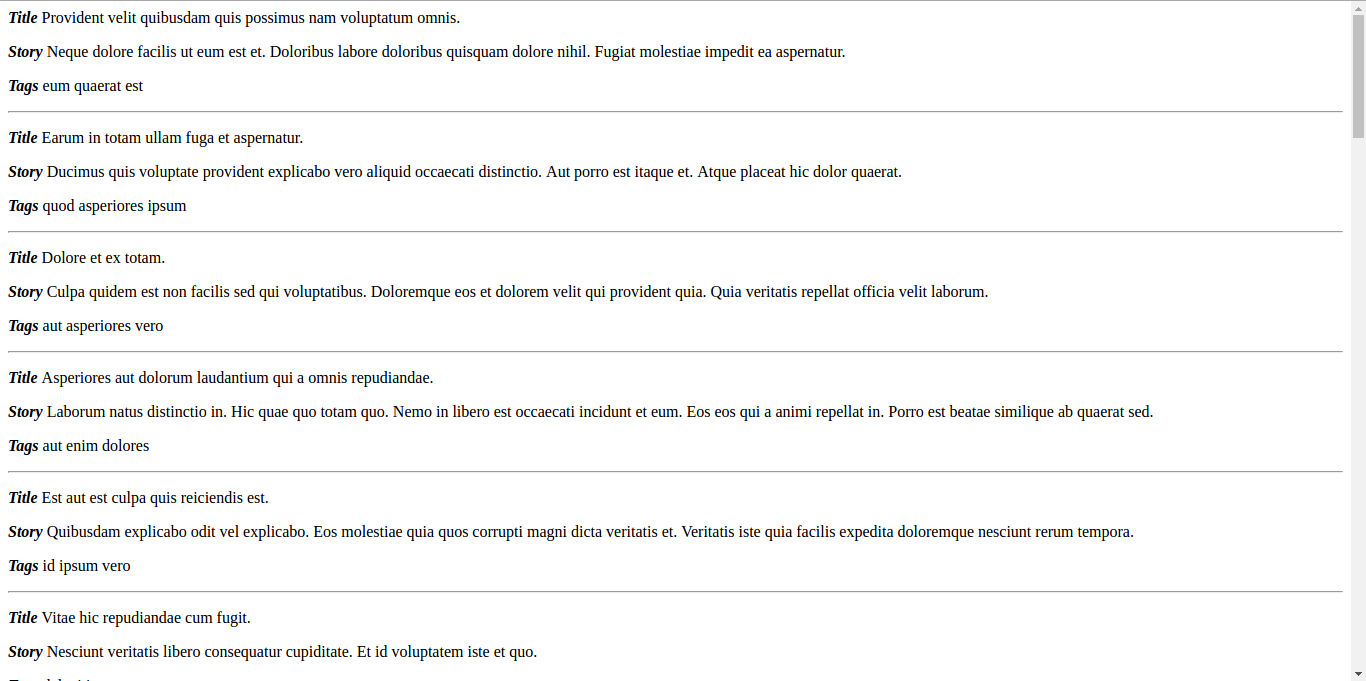 Title Provident velit quibusdam quis possimus nam voluptatum omnis.
Story Neque dolore facilis ut eum est et. Doloribus labore doloribus quisquam dolore nihil. Fugiat molestiae impedit ea aspernatur.
Tags eum quaerat est
Title Earum in totam ullam fuga et aspernatur.
Story Ducimus quis voluptate provident explicabo vero aliquid occaecati distinctio. Aut porro est itaque et. Atque placeat hic dolor quaerat.
Tags quod asperiores ipsum
Title Dolore et ex totam.
Story Culpa quidem est non facilis sed qui voluptatibus. Doloremque eos et dolorem velit qui provident quia. Quia veritatis repellat officia velit laborum.
Tags aut asperiores vero
Title Asperiores aut dolorum laudantium qui a omnis repudiandae.
Story Laborum natus distinctio in. Hic quae quo totam quo. Nemo in libero est occaecati incidunt et eum. Eos eos qui a animi repellat in. Porro est beatae similique ab quaerat sed.
Tags aut enim dolores
Title Est aut est culpa quis reiciendis est.
Story Quibusdam explicabo odit vel explicabo. Eos molestiae quia quos corrupti magni dicta veritatis et. Veritatis iste quia facilis expedita doloremque nesciunt rerum tempora.
Tags id ipsum vero
Title Vitae hic repudiandae cum fugit.
Story Nesciunt veritatis libero consequatur cupiditate. Et id voluptatem iste et quo.